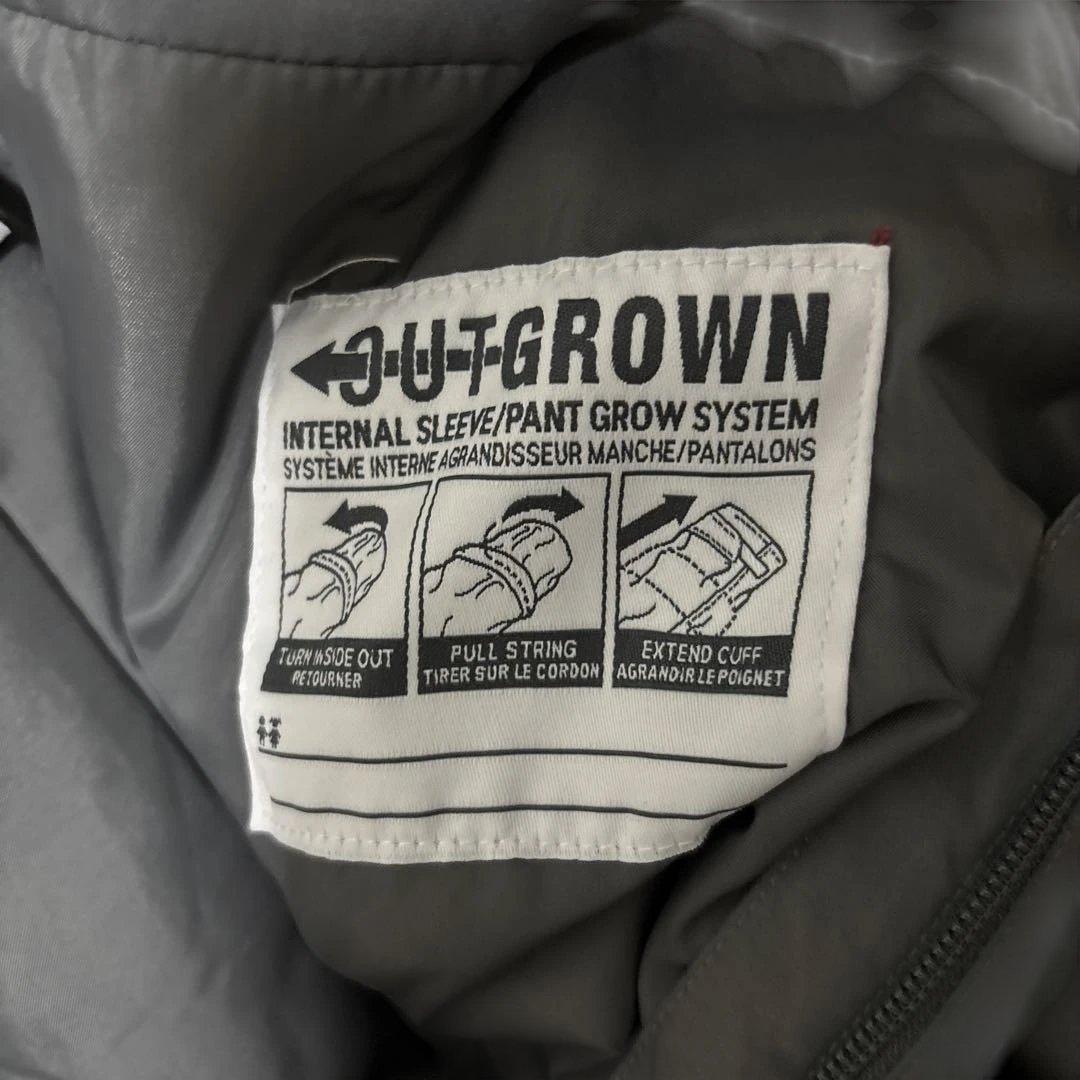 OUTGROWN
INTERNAL SLEEVE/PANT GROW SYSTEM
SYSTÈME INTERNE AGRANDISSEUR MANCHE/PANTALONS
TURN INSIDE OUT
RETOURNER
PULL STRING
TIRER SUR LE CORDON
EXTEND CUFF
AGRANDIR LE POIGNET